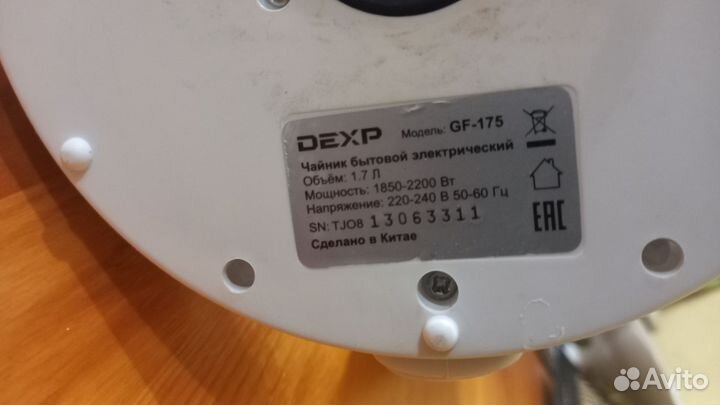 DEXP Модель: GF-175
Чайник бытовой электрический
Объём: 1.7 Л
Мощность: 1850-2200 Вт
Напряжение: 220-240 В 50-60 Гц
SN: TJO8 13063311
Сделано в Китае
EAC
Avito